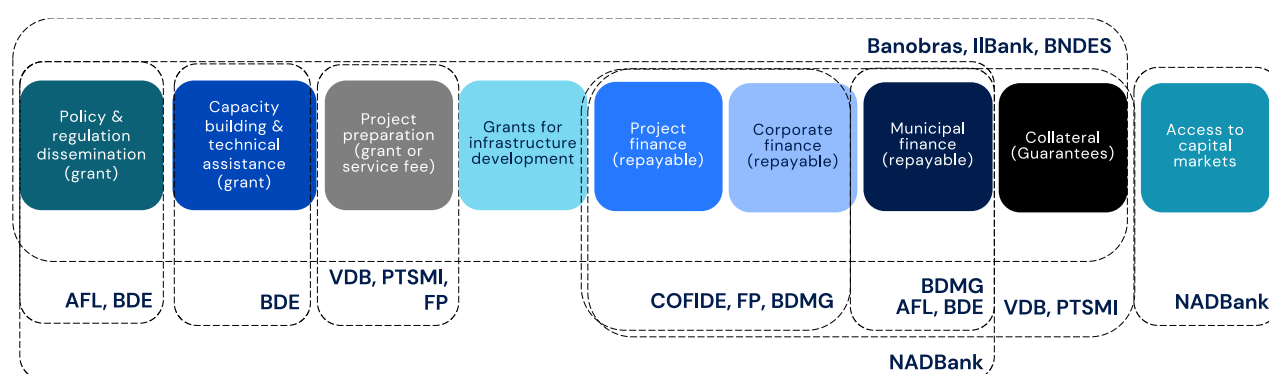 Banobras, IIBank, BNDES
Policy &
regulation
dissemination
(grant)
Capacity
building &
technical
assistance
(grant)
Project
preparation
(grant or
service fee)
Grants for
infrastructure
development
Project
finance
(repayable)
Corporate
finance
(repayable)
Municipal
finance
(repayable)
Collateral
(Guarantees)
Access to
capital
markets
AFL, BDE
BDE
VDB, PTSMI,
FP
COFIDE, FP, BDMG
BDMG
AFL, BDE
VDB, PTSMI
NADBank
NADBank